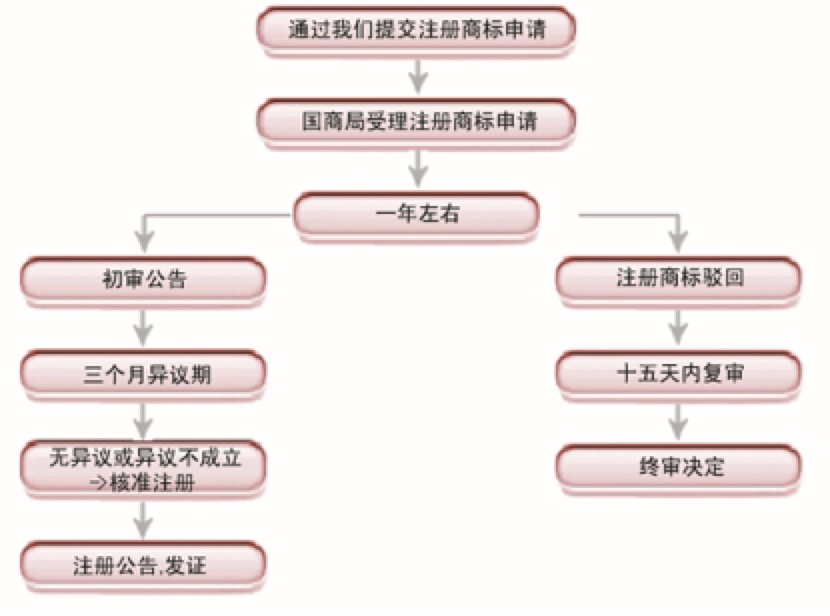 通过我们提交注册商标申请
国商局受理注册商标申请
一年左右
初审公告
三个月异议期
无异议或异议不成立
->核准注册
注册公告,发证
注册商标驳回
十五天内复审
终审决定